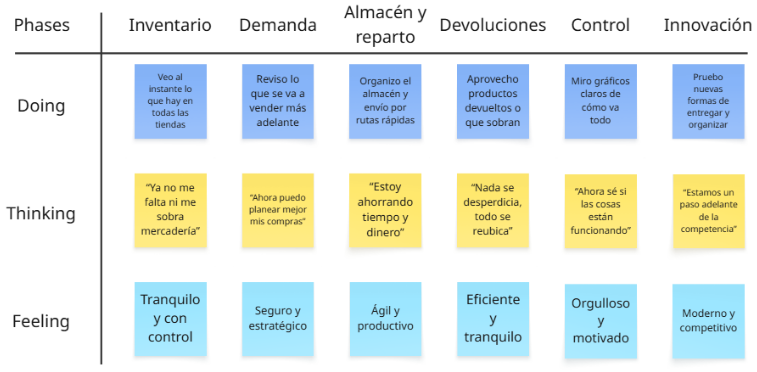 Phases
Inventario
Demanda
Almacén y
reparto
Devoluciones
Control
Innovación
Doing
Veo al
instante lo
que hay en
todas las
tiendas
Reviso lo
que se va a
vender más
adelante
Organizo el
almacén y
envío por
rutas rápidas
Aprovecho
productos
devueltos o
que sobran
Miro gráficos
claros de
cómo va
todo
Pruebo
nuevas
formas de
entregar y
organizar
Thinking
“Ya no me
falta ni me
sobra
mercadería”
“Ahora puedo
planear mejor
mis compras”
“Estoy
ahorrando
tiempo y
dinero”
“Nada se
desperdicia,
todo se
reubica”
“Ahora sé si
las cosas
están
funcionando”
“Estamos un
paso adelante
de la
competencia”
Feeling
Tranquilo
y con
control
Seguro y
estratégico
Ágil y
productivo
Eficiente
y
tranquilo
Orgulloso
y
motivado
Moderno y
competitivo